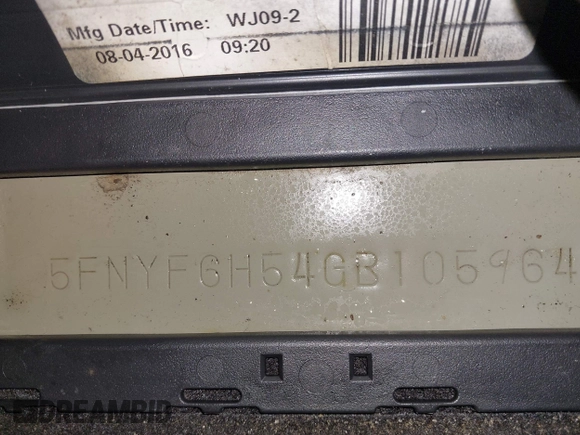 Mfg Date/Time: WJ09-2
08-04-2016 09:20
5FNYF6H54GB105964
DREAMBID